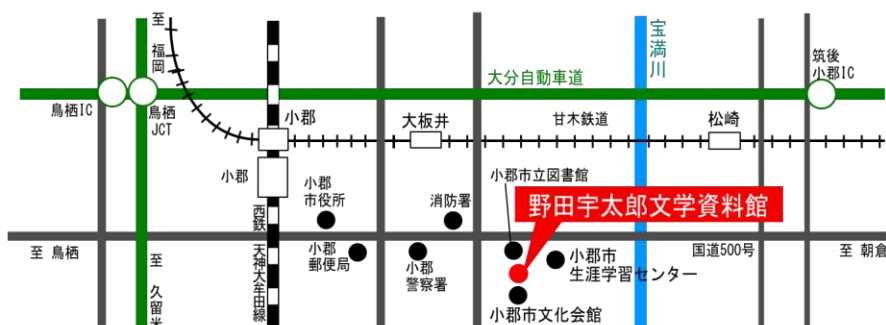 至
福
岡
宝
満
川
筑後
小郡IC
大分自動車道
鳥栖IC
鳥栖
JCT
小郡
大板井
甘木鉄道
松崎
小郡
小郡
市役所
消防署
小郡市立図書館
野田宇太郎文学資料館
西鉄
天神大牟田線
至 鳥栖
至
久留米
小郡
郵便局
小郡
警察署
小郡市
生涯学習センター
国道500号
至 朝倉
小郡市文化会館